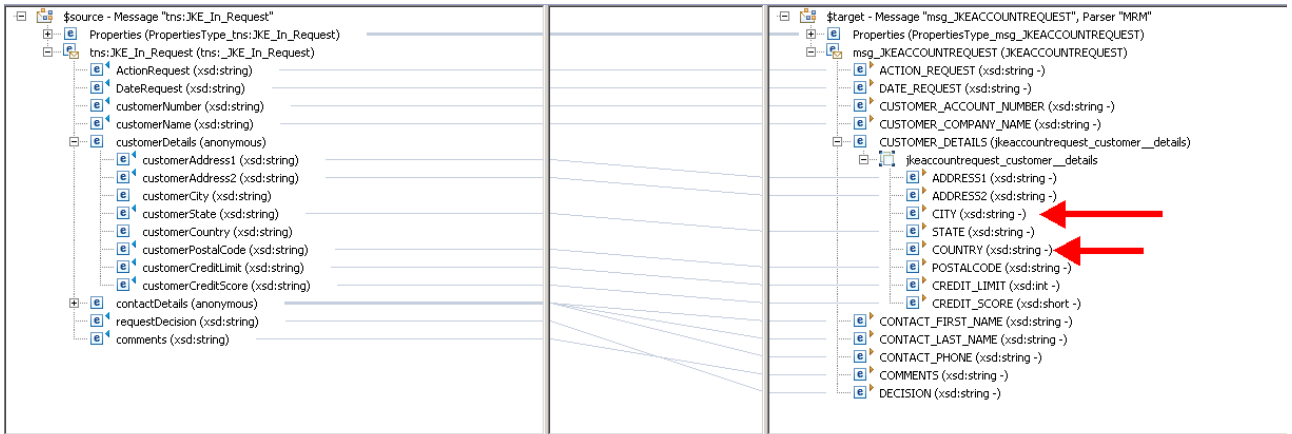 $source - Message "tns:JKE_In_Request"
Properties (PropertiesType_tns:JKE_In_Request)
tns:JKE_In_Request (tns:_JKE_In_Request)
ActionRequest (xsd:string)
DateRequest (xsd:string)
customerNumber (xsd:string)
customerName (xsd:string)
customerDetails (anonymous)
customerAddress1 (xsd:string)
customerAddress2 (xsd:string)
customerCity (xsd:string)
customerState (xsd:string)
customerCountry (xsd:string)
customerPostalCode (xsd:string)
customerCreditLimit (xsd:string)
customerCreditScore (xsd:string)
contactDetails (anonymous)
requestDecision (xsd:string)
comments (xsd:string)
$target - Message "msg_JKEACCOUNTREQUEST", Parser "MRM"
Properties (PropertiesType_msg_JKEACCOUNTREQUEST)
msg_JKEACCOUNTREQUEST (JKEACCOUNTREQUEST)
ACTION_REQUEST (xsd:string -)
DATE_REQUEST (xsd:string -)
CUSTOMER_ACCOUNT_NUMBER (xsd:string -)
CUSTOMER_COMPANY_NAME (xsd:string -)
CUSTOMER_DETAILS (jkeaccountrequest_customer__details)
jkeaccountrequest_customer__details
ADDRESS1 (xsd:string -)
ADDRESS2 (xsd:string -)
CITY (xsd:string -)
STATE (xsd:string -)
COUNTRY (xsd:string -)
POSTALCODE (xsd:string -)
CREDIT_LIMIT (xsd:int -)
CREDIT_SCORE (xsd:short -)
CONTACT_FIRST_NAME (xsd:string -)
CONTACT_LAST_NAME (xsd:string -)
CONTACT_PHONE (xsd:string -)
COMMENTS (xsd:string -)
DECISION (xsd:string -)